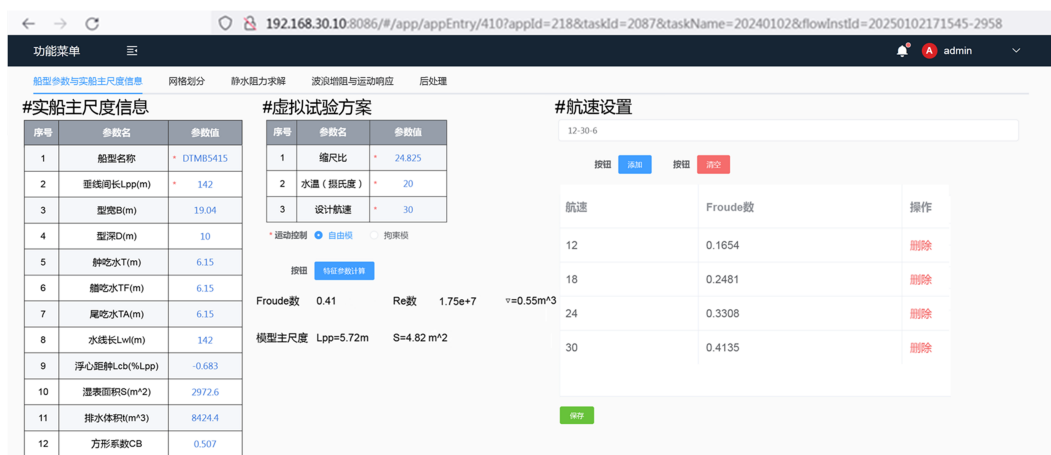 192.168.30.10:8086/#/app/appEntry/410?appId=218&taskId=2087&taskName=20240102&flowInstId=20250102171545-2958
功能菜单 A admin
船型参数与实船主尺度信息 网格划分 静水阻力求解 波浪增阻与运动响应 后处理
#实船主尺度信息
序号 参数名 参数值
1 船型名称 * DTMB5415
2 垂线间长Lpp(m) * 142
3 型宽B(m) 19.04
4 型深D(m) 10
5 舯吃水T(m) 6.15
6 艏吃水TF(m) 6.15
7 尾吃水TA(m) 6.15
8 水线长Lwl(m) 142
9 浮心距舯Lcb(%Lpp) -0.683
10 湿表面积S(m^2) 2972.6
11 排水体积t(m^3) 8424.4
12 方形系数CB 0.507
#虚拟试验方案
序号 参数名 参数值
1 缩尺比 * 24.825
2 水温（摄氏度） * 20
3 设计航速 * 30
* 运动控制 自由模 拘束模
按钮 特征参数计算
Froude数 0.41 Re数 1.75e+7 ▽=0.55m^3
模型主尺度 Lpp=5.72m S=4.82 m^2
#航速设置
12-30-6
按钮 添加 按钮 清空
航速 Froude数 操作
12 0.1654 删除
18 0.2481 删除
24 0.3308 删除
30 0.4135 删除
保存